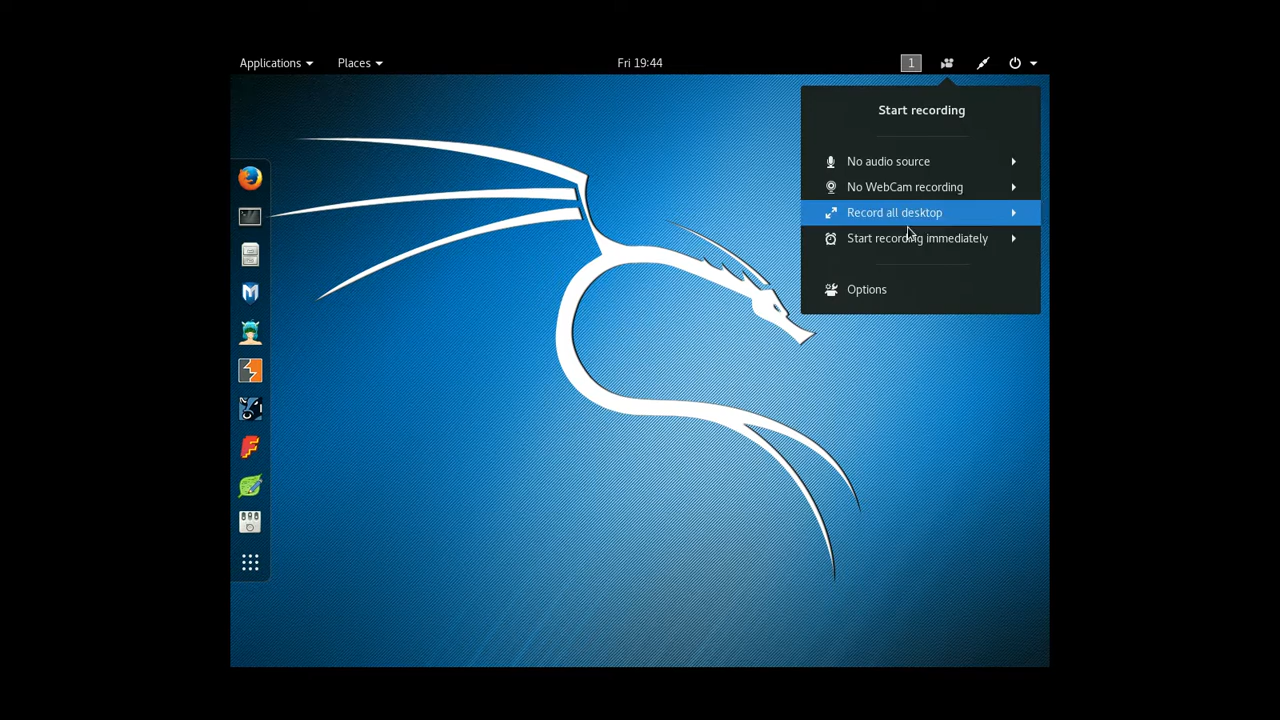 Applications
Places
Fri 19:44
1
Start recording
No audio source
No WebCam recording
Record all desktop
Start recording immediately
Options